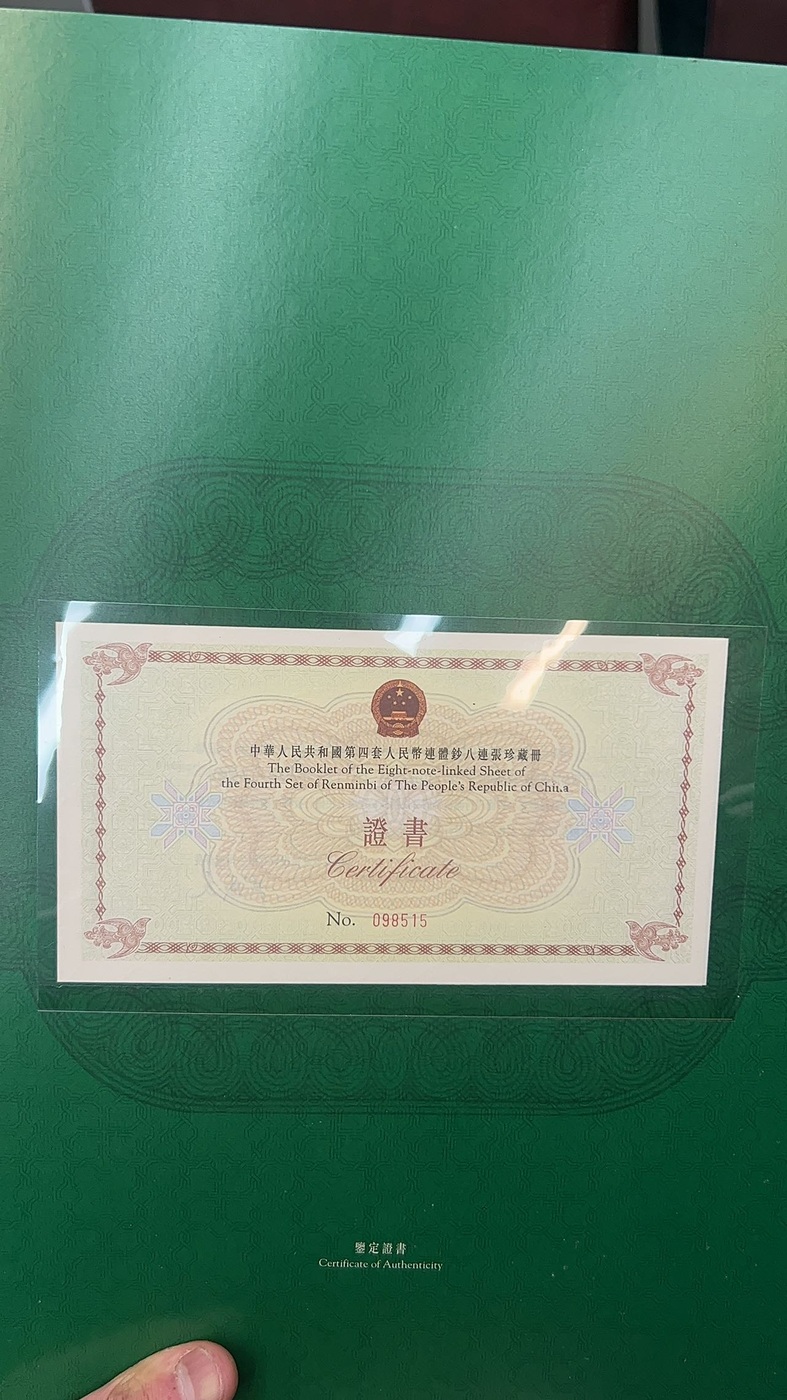 中華人民共和國第四套人民幣連體鈔八連張珍藏冊
The Booklet of the Eight-note-linked Sheet of
the Fourth Set of Renminbi of The People's Republic of China
證書
Certificate
No. 098515
鑒定證書
Certificate of Authenticity